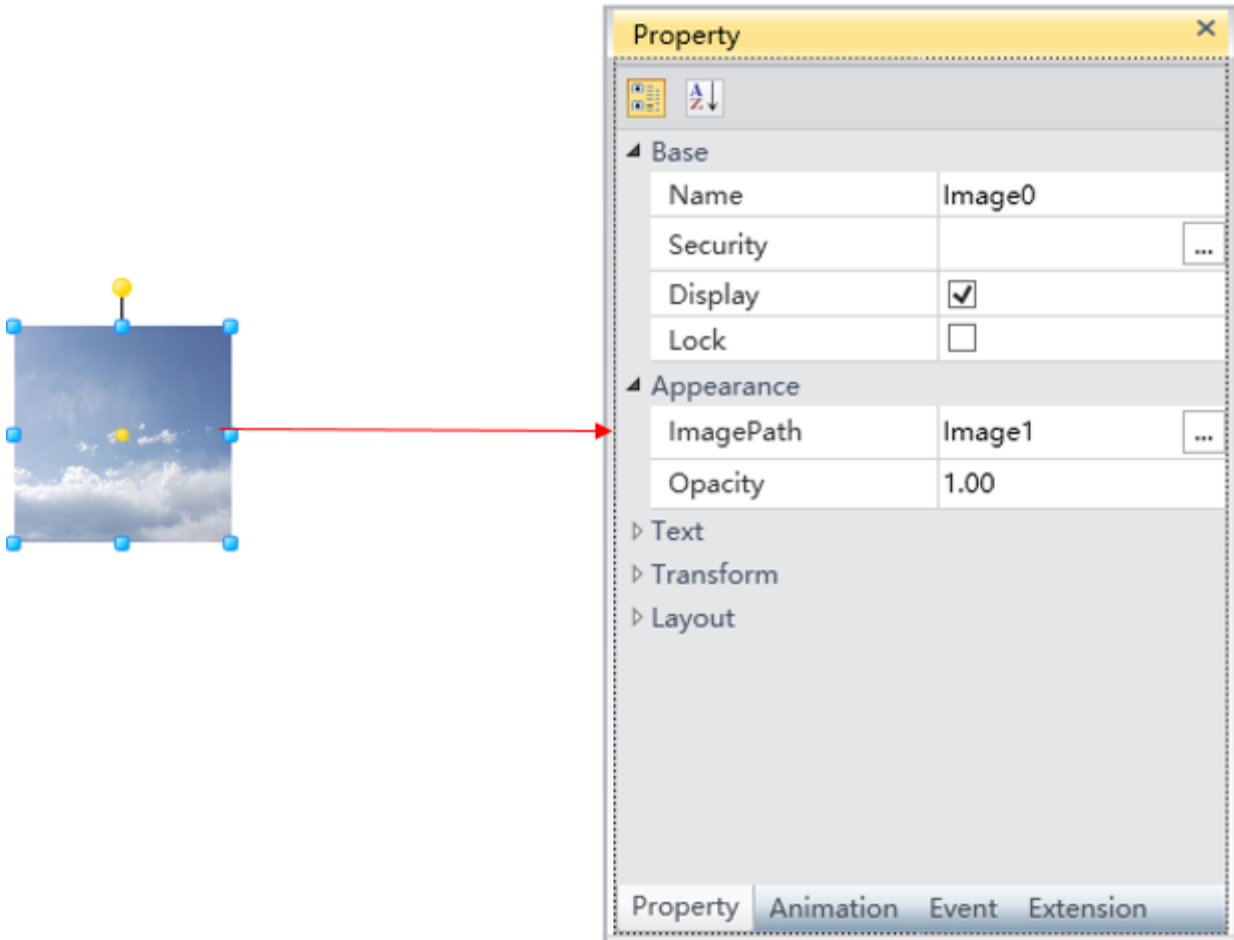 Property
Base
Name Image0
Security ...
Display
Lock
Appearance
ImagePath Image1 ...
Opacity 1.00
Text
Transform
Layout
Property Animation Event Extension